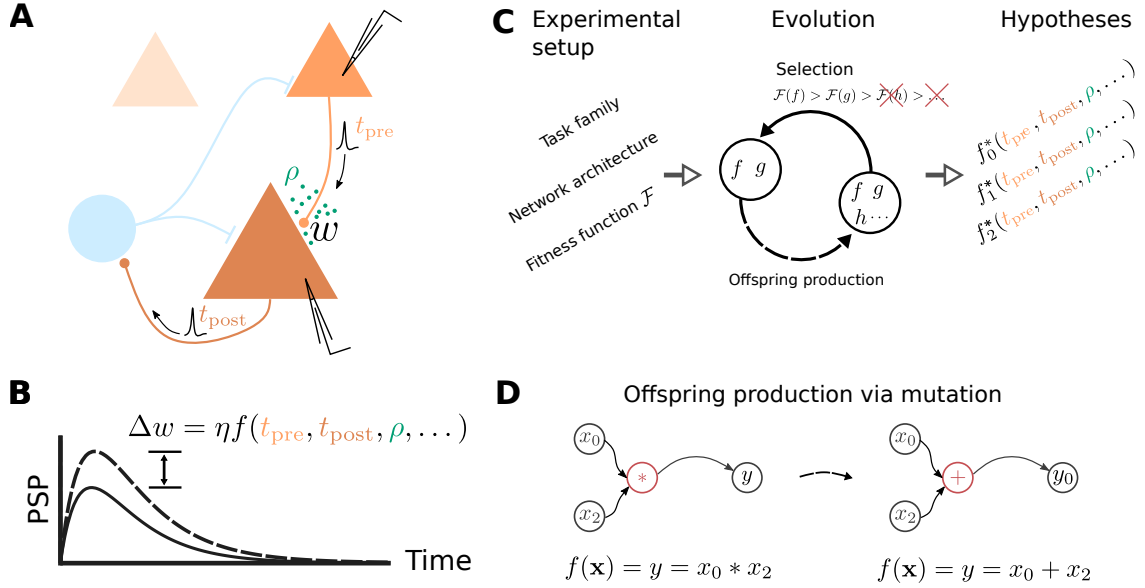 A
t_pre
ρ
w
t_post
B
Δw = ηf(t_pre, t_post, ρ, ...)
PSP
Time
C
Experimental
setup
Evolution
Hypotheses
Selection
𝓕(f) > 𝓕(g) > 𝓕(h) > ...
Task family
Network architecture
Fitness function 𝓕
f g
f g
h ...
Offspring production
f*_0(t_pre, t_post, ρ, ...)
f*_1(t_pre, t_post, ρ, ...)
f*_2(t_pre, t_post, ρ, ...)
D
Offspring production via mutation
x_0
x_2
*
y
f(x) = y = x_0 * x_2
x_0
x_2
+
y_0
f(x) = y = x_0 + x_2